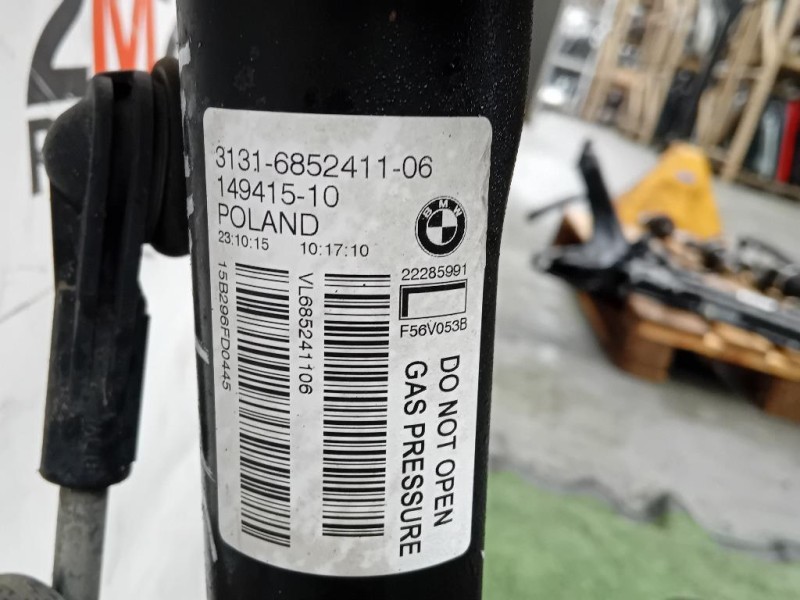 2M
3131-6852411-06
149415-10
POLAND
23:10:15 10:17:10
BMW
22285991
L
F56V053B
15B296FD0445
VL685241106
DO NOT OPEN
GAS PRESSURE